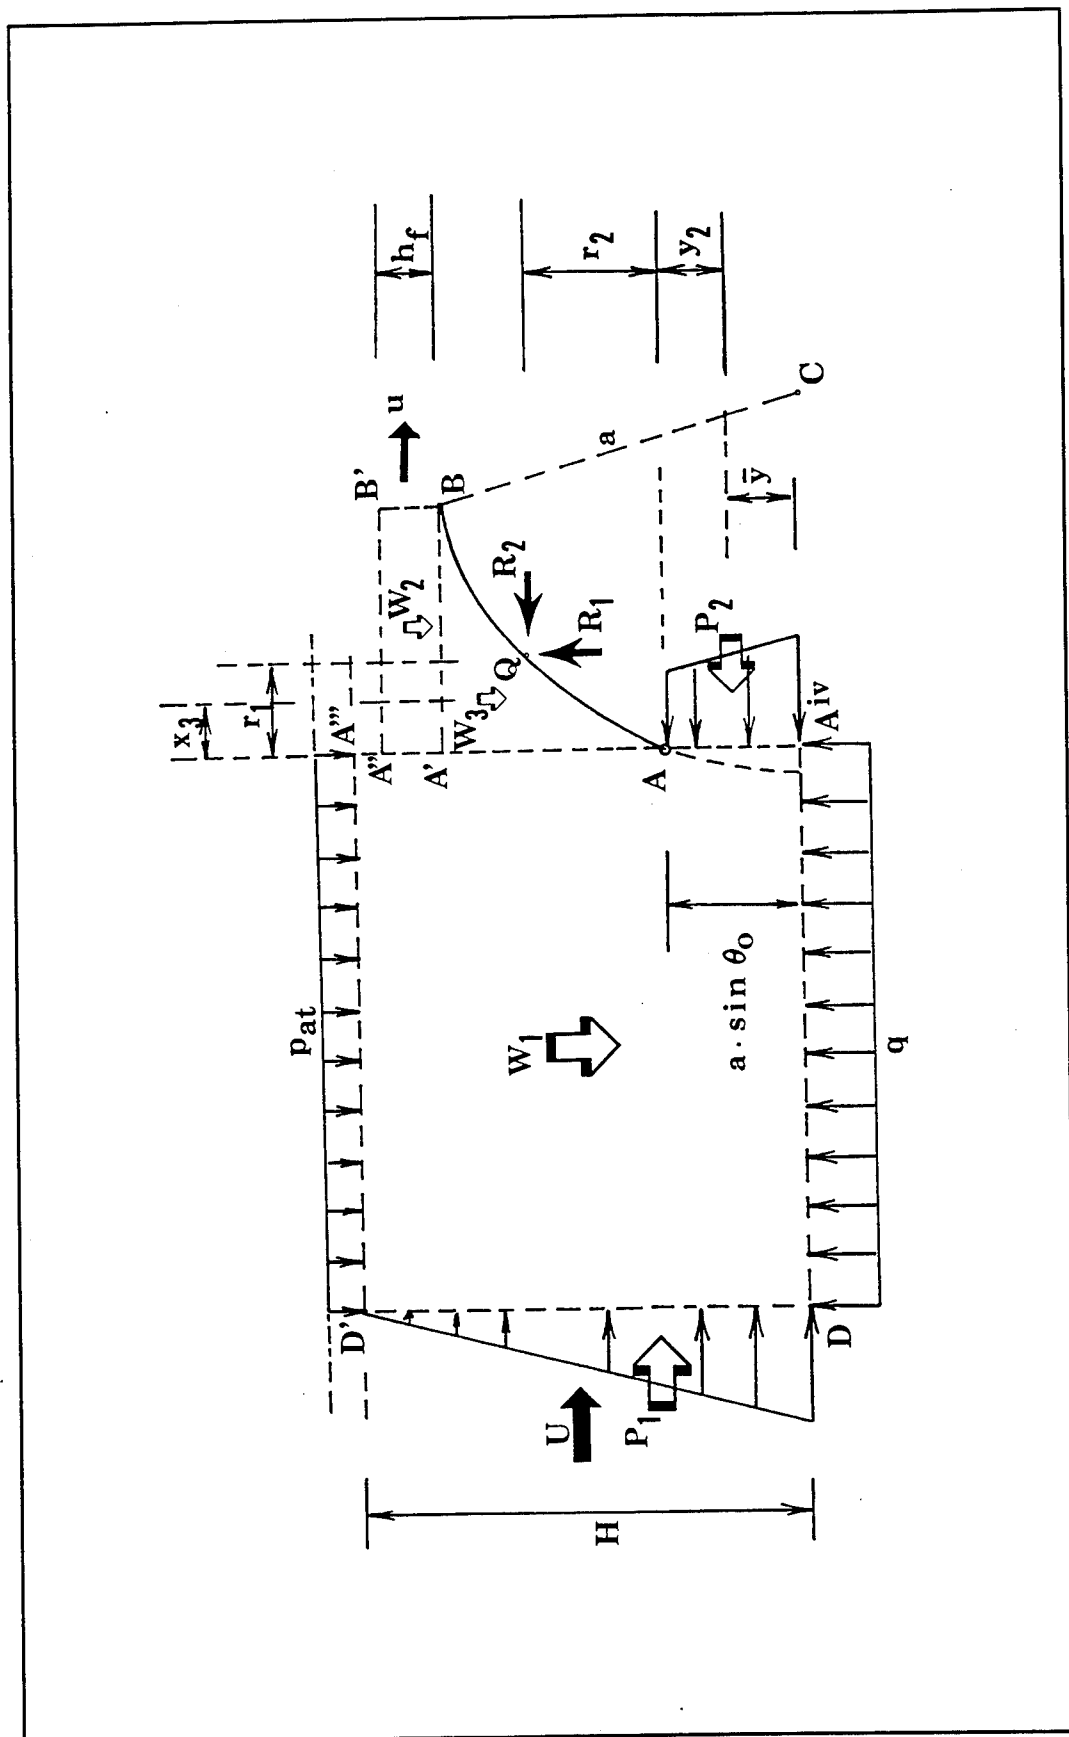 p_at
x_3
r_1
D'
A'''
A''
A'
B'
u
h_f
W_2
W_3
B
Q
R_2
R_1
r_2
H
U
P_1
W_1
A
a
y_2
a · sin θ_o
P_2
ȳ
D
A^iv
C
q